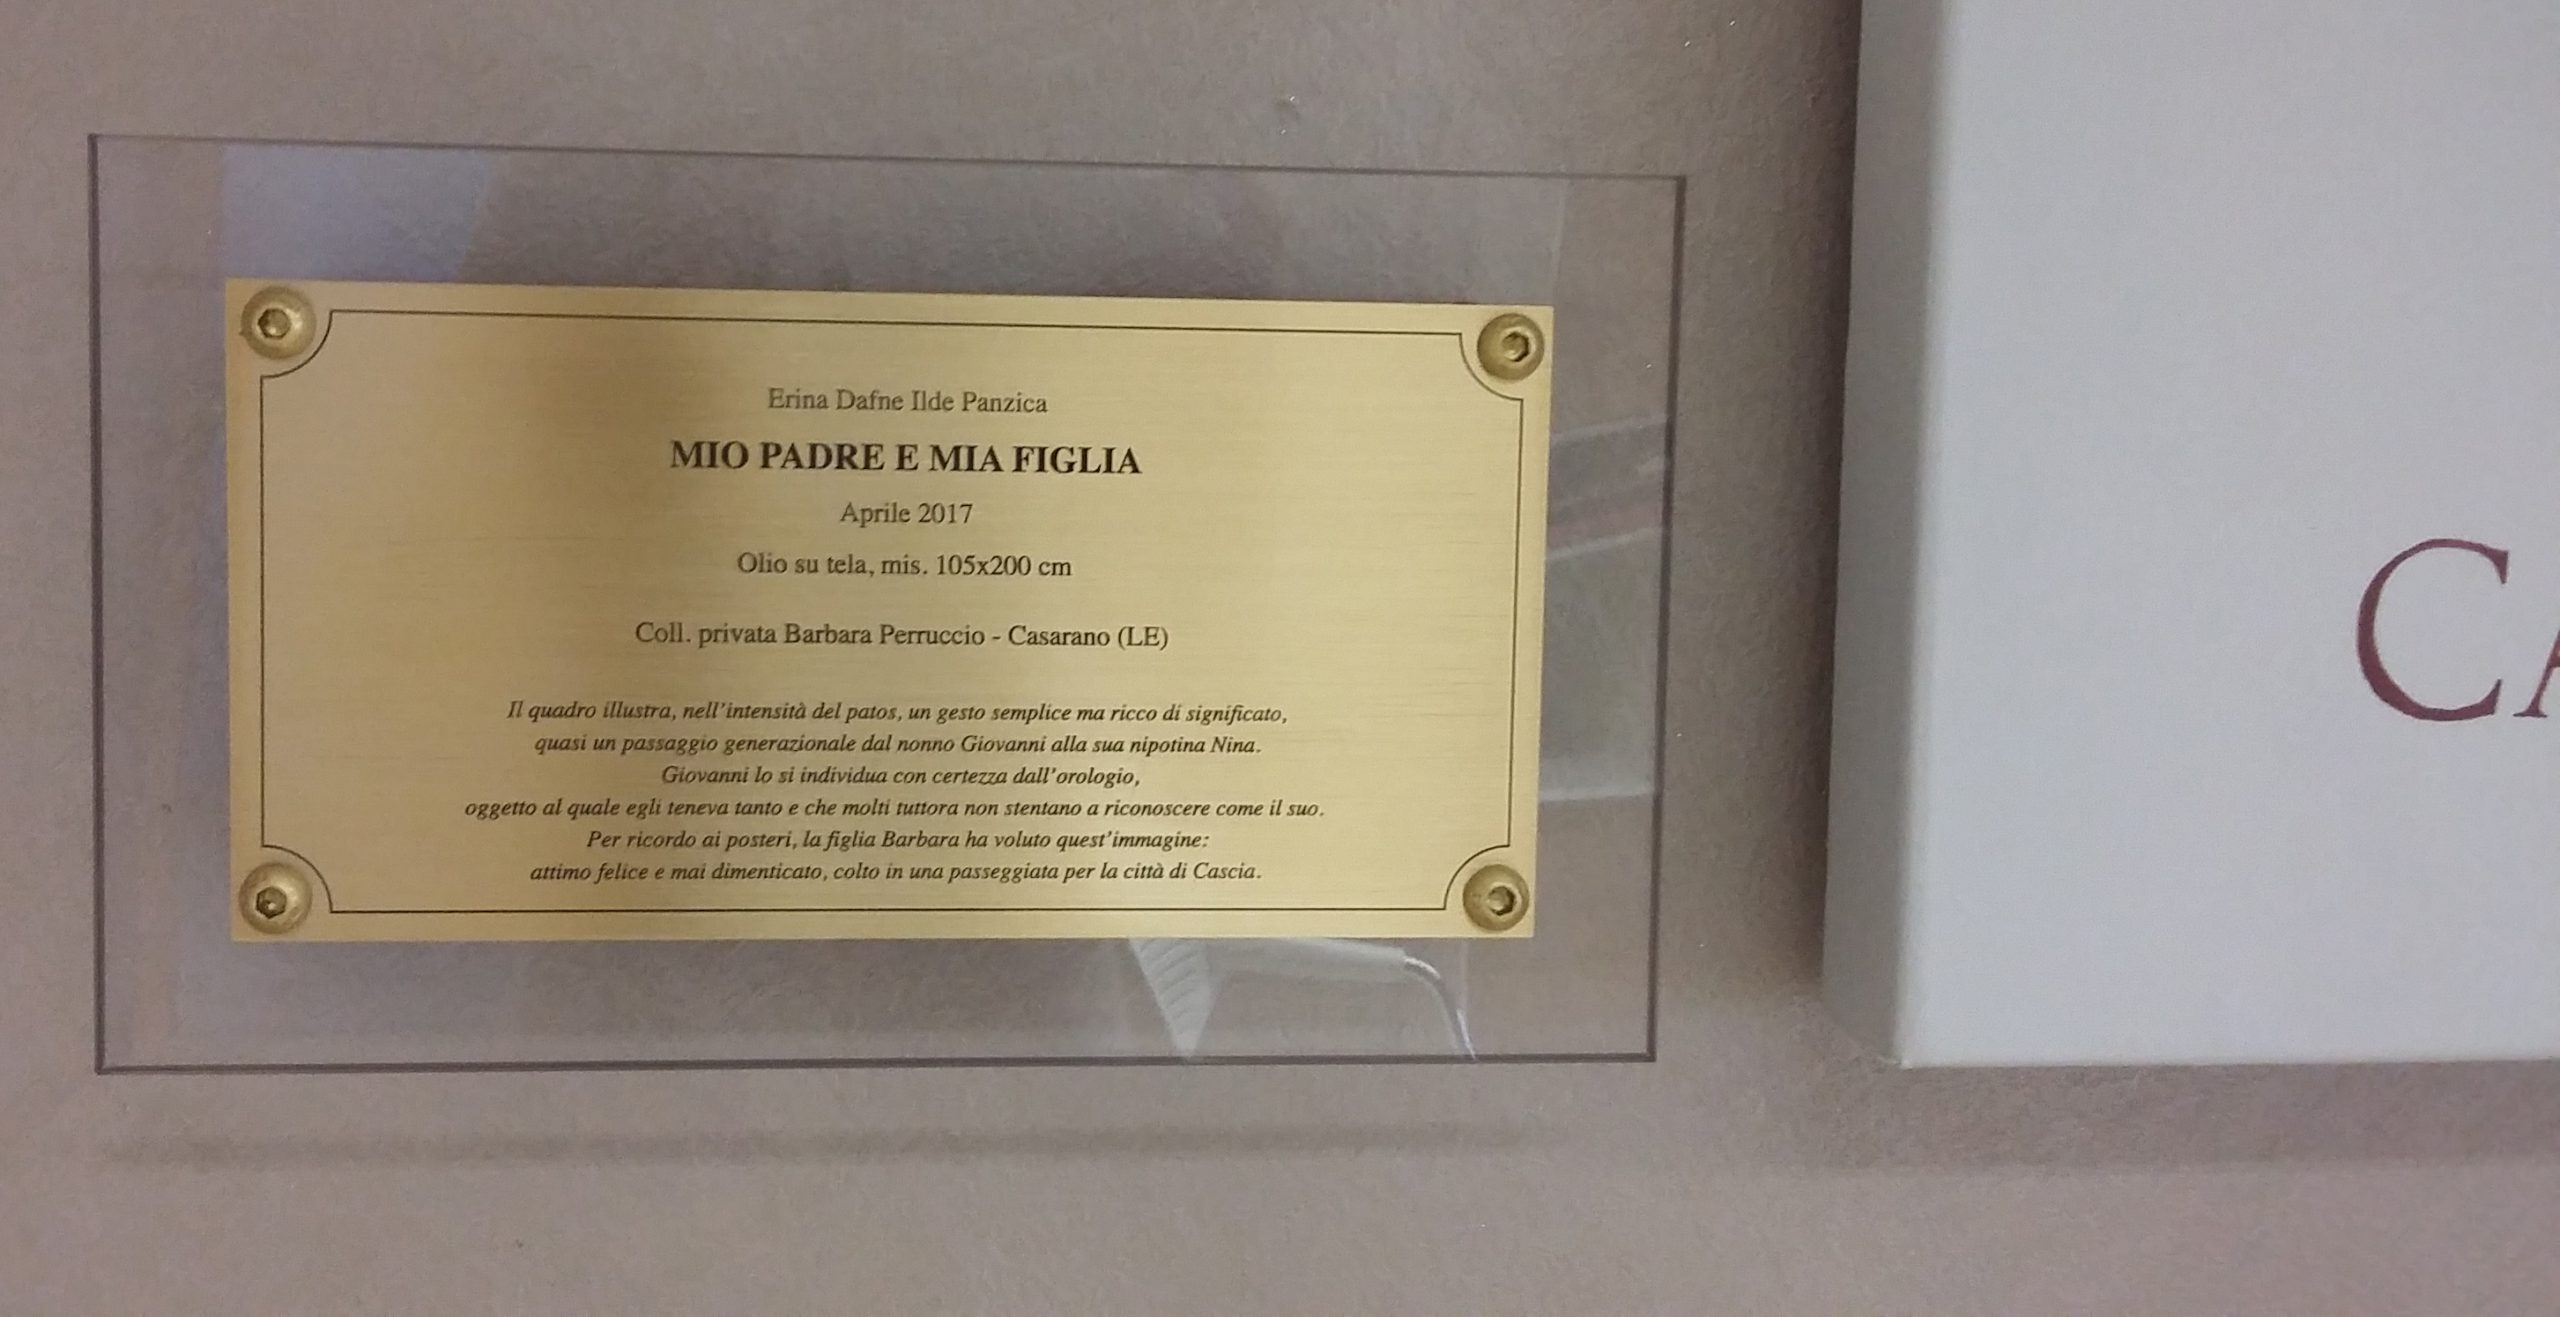 Erina Dafne Ilde Panzica
MIO PADRE E MIA FIGLIA
Aprile 2017
Olio su tela, mis. 105x200 cm
Coll. privata Barbara Perruccio - Casarano (LE)
Il quadro illustra, nell'intensità del patos, un gesto semplice ma ricco di significato,
quasi un passaggio generazionale dal nonno Giovanni alla sua nipotina Nina.
Giovanni lo si individua con certezza dall'orologio,
oggetto al quale egli teneva tanto e che molti tuttora non stentano a riconoscere come il suo.
Per ricordo ai posteri, la figlia Barbara ha voluto quest'immagine:
attimo felice e mai dimenticato, colto in una passeggiata per la città di Cascia.